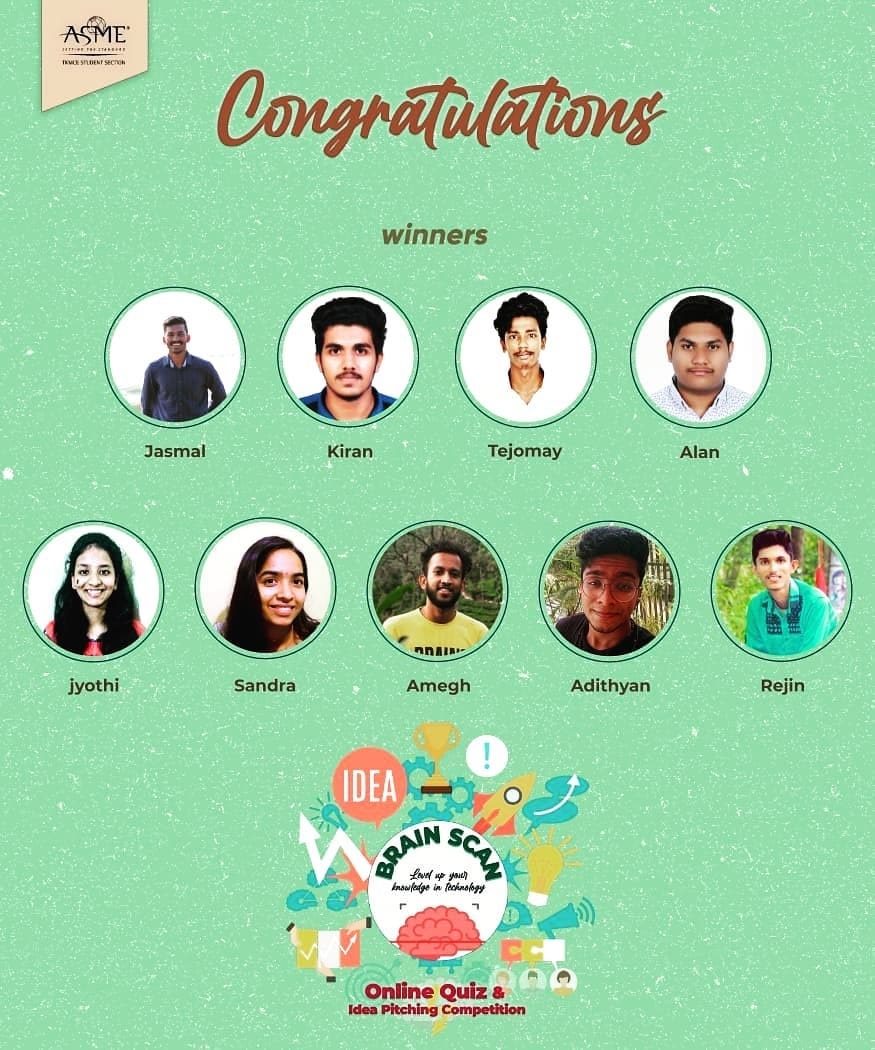 ASME®
SETTING THE STANDARD
TKMCE STUDENT SECTION
Congratulations
winners
Jasmal
Kiran
Tejomay
Alan
BRAIN
jyothi
Sandra
Amegh
Adithyan
Rejin
IDEA
!
BRAIN SCAN
Level up your
knowledge in technology
!
Online Quiz &
Idea Pitching Competition